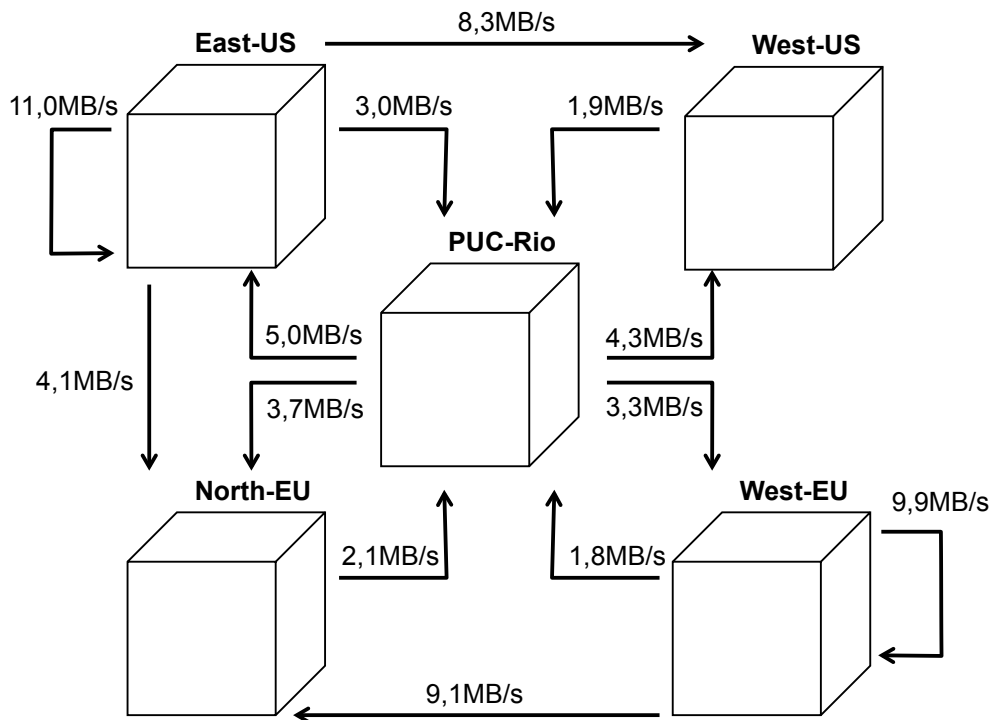 8,3MB/s
East-US
West-US
11,0MB/s
3,0MB/s
1,9MB/s
PUC-Rio
5,0MB/s
4,3MB/s
4,1MB/s
3,7MB/s
3,3MB/s
North-EU
West-EU
9,9MB/s
2,1MB/s
1,8MB/s
9,1MB/s